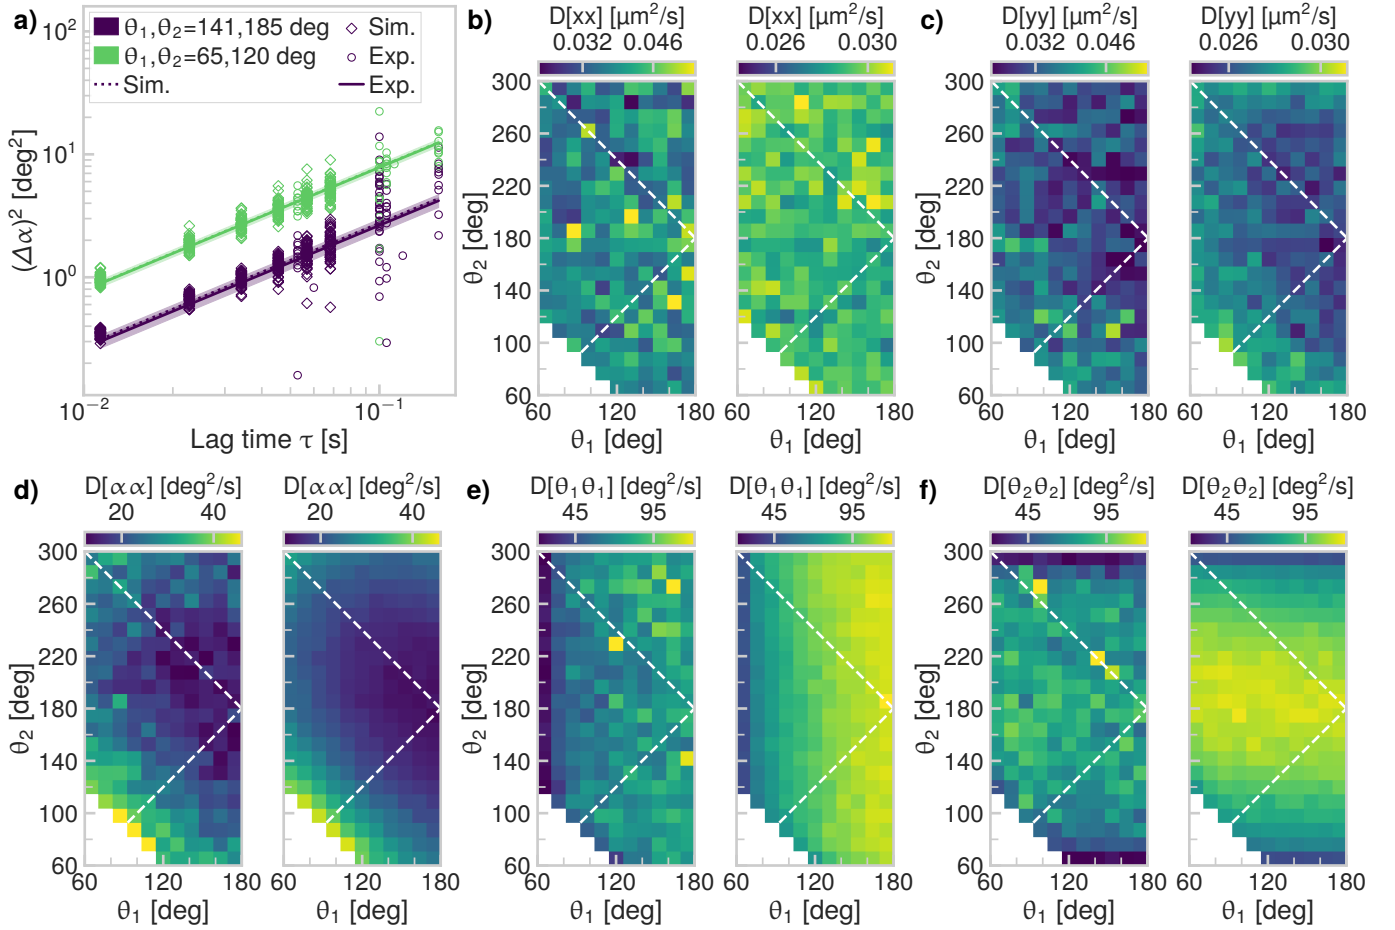 a)
θ₁,θ₂=141,185 deg
Sim.
θ₁,θ₂=65,120 deg
Exp.
Sim.
Exp.
10²
10¹
10⁰
(Δα)² [deg²]
10⁻²
10⁻¹
Lag time τ [s]
b)
D[xx] [µm²/s]
D[xx] [µm²/s]
0.032 0.046
0.026 0.030
300
260
220
180
140
100
60
θ₂ [deg]
60 120 180
60 120 180
θ₁ [deg]
θ₁ [deg]
c)
D[yy] [µm²/s]
D[yy] [µm²/s]
0.032 0.046
0.026 0.030
300
260
220
180
140
100
60
θ₂ [deg]
60 120 180
60 120 180
θ₁ [deg]
θ₁ [deg]
d)
D[αα] [deg²/s]
D[αα] [deg²/s]
20 40
20 40
300
260
220
180
140
100
60
θ₂ [deg]
60 120 180
60 120 180
θ₁ [deg]
θ₁ [deg]
e)
D[θ₁θ₁] [deg²/s]
D[θ₁θ₁] [deg²/s]
45 95
45 95
300
260
220
180
140
100
60
θ₂ [deg]
60 120 180
60 120 180
θ₁ [deg]
θ₁ [deg]
f)
D[θ₂θ₂] [deg²/s]
D[θ₂θ₂] [deg²/s]
45 95
45 95
300
260
220
180
140
100
60
θ₂ [deg]
60 120 180
60 120 180
θ₁ [deg]
θ₁ [deg]